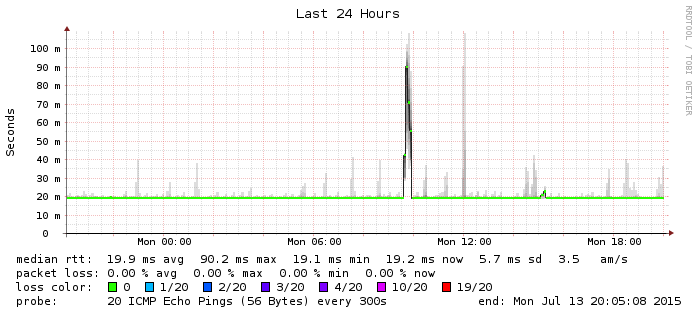 Last 24 Hours
RRDTOOL / TOBI OETIKER
Seconds
100 m
90 m
80 m
70 m
60 m
50 m
40 m
30 m
20 m
10 m
0
Mon 00:00 Mon 06:00 Mon 12:00 Mon 18:00
median rtt: 19.9 ms avg 90.2 ms max 19.1 ms min 19.2 ms now 5.7 ms sd 3.5 am/s
packet loss: 0.00 % avg 0.00 % max 0.00 % min 0.00 % now
loss color: 0 1/20 2/20 3/20 4/20 10/20 19/20
probe: 20 ICMP Echo Pings (56 Bytes) every 300s end: Mon Jul 13 20:05:08 2015